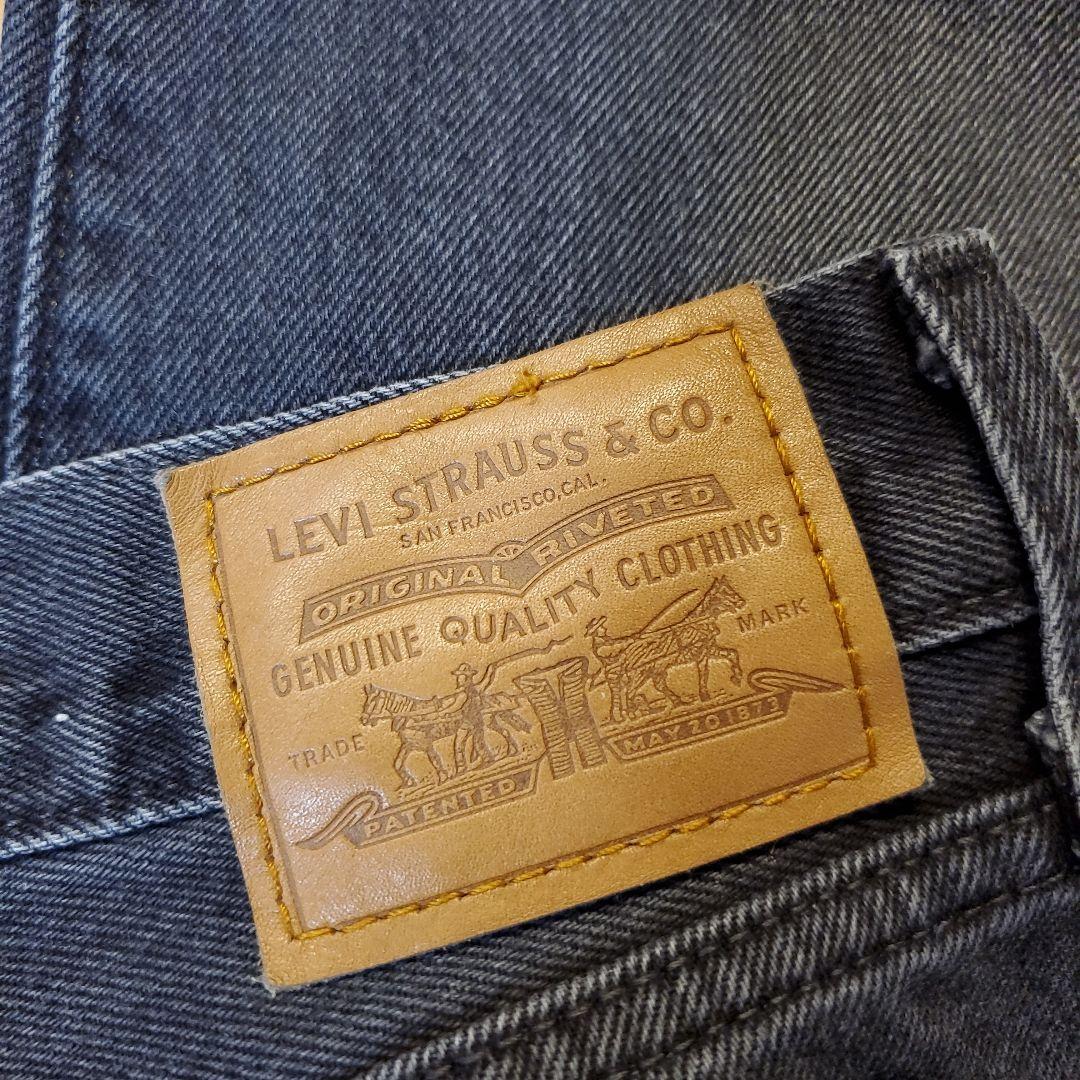 LEVI STRAUSS & CO.
SAN FRANCISCO, CAL.
ORIGINAL RIVETED
GENUINE QUALITY CLOTHING
TRADE MARK
PATENTED MAY 20 1873